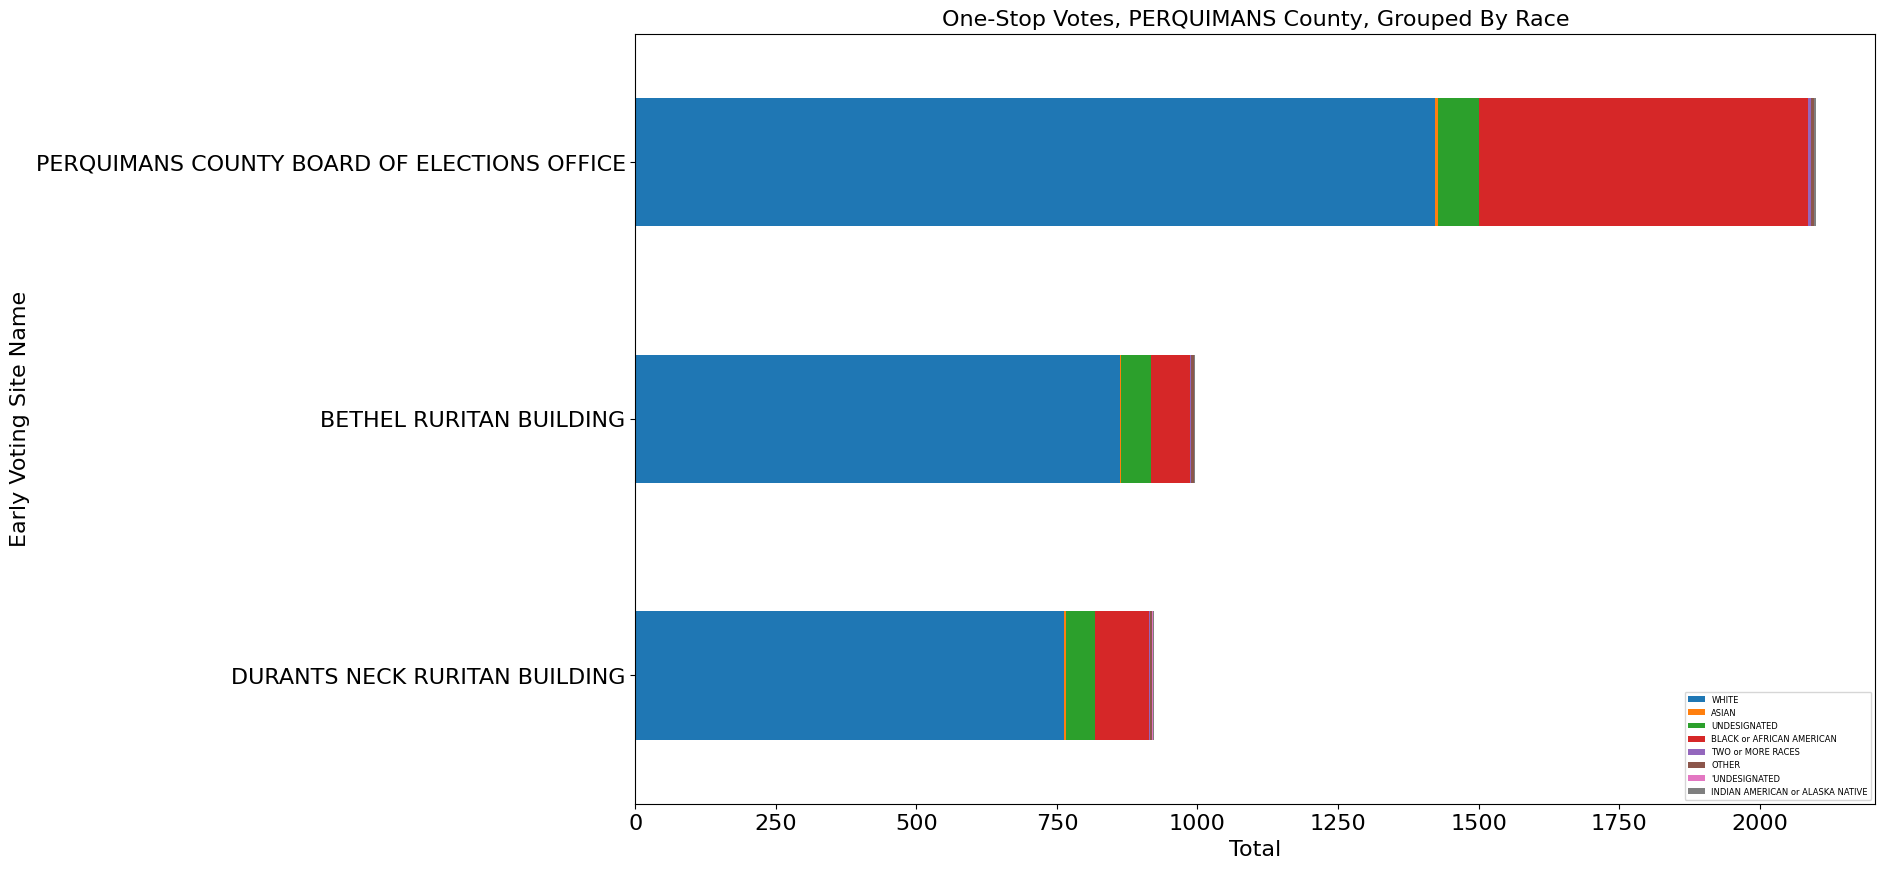 One-Stop Votes, PERQUIMANS County, Grouped By Race
Early Voting Site Name
PERQUIMANS COUNTY BOARD OF ELECTIONS OFFICE
BETHEL RURITAN BUILDING
DURANTS NECK RURITAN BUILDING
WHITE
ASIAN
UNDESIGNATED
BLACK or AFRICAN AMERICAN
TWO or MORE RACES
OTHER
'UNDESIGNATED
INDIAN AMERICAN or ALASKA NATIVE
0 250 500 750 1000 1250 1500 1750 2000
Total